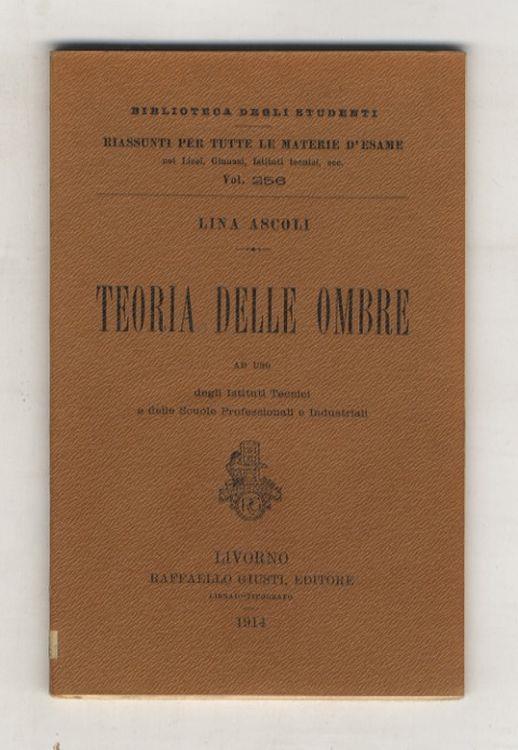 BIBLIOTECA DEGLI STUDENTI
RIASSUNTI PER TUTTE LE MATERIE D'ESAME
nei Licei, Ginnasi, Istituti tecnici, ecc.
Vol. 256
LINA ASCOLI
TEORIA DELLE OMBRE
AD USO
degli Istituti Tecnici
e delle Scuole Professionali e Industriali
LIVORNO
RAFFAELLO GIUSTI, EDITORE
LIBRAIO-TIPOGRAFO
1914